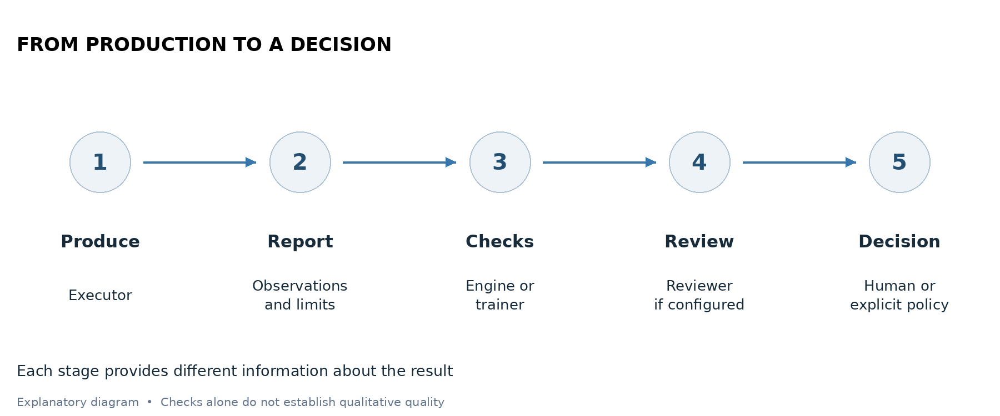 FROM PRODUCTION TO A DECISION
1
2
3
4
5
Produce
Report
Checks
Review
Decision
Executor
Observations
and limits
Engine or
trainer
Reviewer
if configured
Human or
explicit policy
Each stage provides different information about the result
Explanatory diagram • Checks alone do not establish qualitative quality